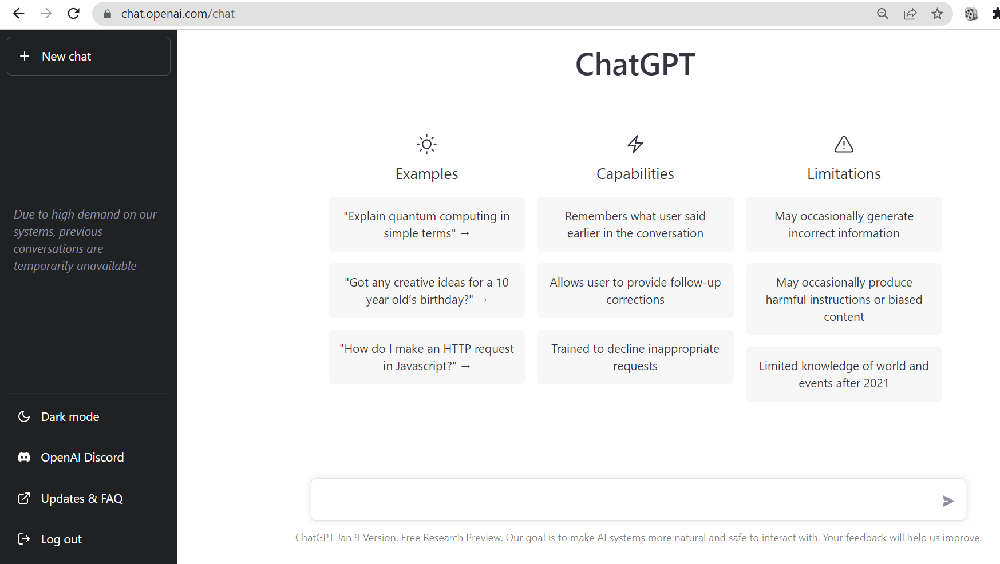 chat.openai.com/chat
New chat
Due to high demand on our
systems, previous
conversations are
temporarily unavailable
Dark mode
OpenAI Discord
Updates & FAQ
Log out
ChatGPT
Examples
"Explain quantum computing in
simple terms" →
"Got any creative ideas for a 10
year old’s birthday?" →
"How do I make an HTTP request
in Javascript?" →
Capabilities
Remembers what user said
earlier in the conversation
Allows user to provide follow-up
corrections
Trained to decline inappropriate
requests
Limitations
May occasionally generate
incorrect information
May occasionally produce
harmful instructions or biased
content
Limited knowledge of world and
events after 2021
ChatGPT Jan 9 Version. Free Research Preview. Our goal is to make AI systems more natural and safe to interact with. Your feedback will help us improve.